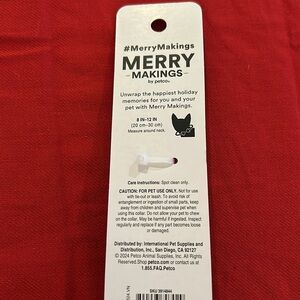 #MerryMakings
MERRY
MAKINGS
by petco
Unwrap the happiest holiday
memories for you and your
pet with Merry Makings.
8 IN–12 IN
(20 cm–30 cm)
Measure around neck.
Care Instructions: Spot clean only.
CAUTION: FOR PET USE ONLY. Not for use
with tie-out or leash. To avoid risk of
entanglement or ingestion of small parts, keep
away from children and supervise pet when
using this collar. Do not allow your pet to chew
on the collar. May be harmful if ingested. Inspect
regularly and replace if any part becomes loose
or damaged.
Distributed by: International Pet Supplies and
Distribution, Inc., San Diego, CA 92127
© 2024 Petco Animal Supplies, Inc. All Rights
Reserved. Shop petco.com or contact us at
1.855.FAQ.Petco
SKU 3914944